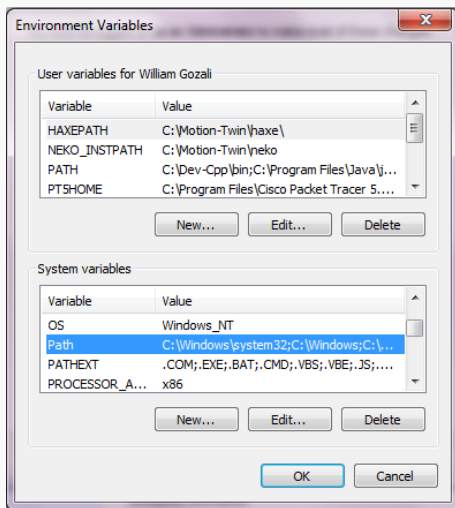 Environment Variables
User variables for William Gozali
Variable Value
HAXEPATH C:\Motion-Twin\haxe\
NEKO_INSTPATH C:\Motion-Twin\neko
PATH C:\Dev-Cpp\bin;C:\Program Files\Java\j...
PT5HOME C:\Program Files\Cisco Packet Tracer 5....
New... Edit... Delete
System variables
Variable Value
OS Windows_NT
Path C:\Windows\system32;C:\Windows;C:\...
PATHEXT .COM;.EXE;.BAT;.CMD;.VBS;.VBE;.JS;....
PROCESSOR_A... x86
New... Edit... Delete
OK Cancel